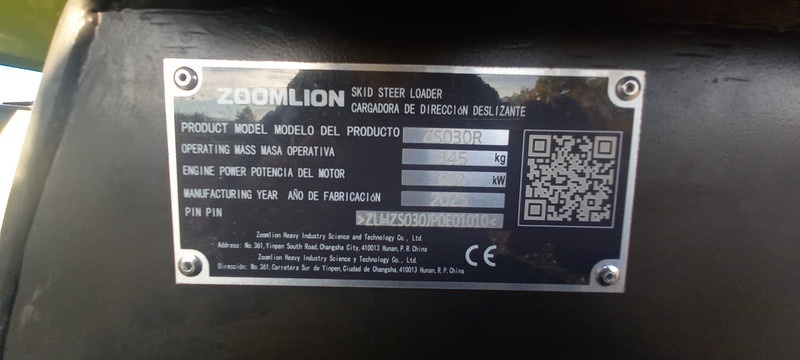 ZOOMLION SKID STEER LOADER
CARGADORA DE DIRECCIÓN DESLIZANTE
PRODUCT MODEL MODELO DEL PRODUCTO ZS030R
OPERATING MASS MASA OPERATIVA kg
ENGINE POWER POTENCIA DEL MOTOR kW
MANUFACTURING YEAR AÑO DE FABRICACIÓN
PIN PIN
Zoomlion Heavy Industry Science and Technology Co., Ltd.
Address: No.361,Yinpen South Road,Changsha City,410013 Hunan,P.R.China
Zoomlion Heavy Industry Science y Technology Co., Ltd.
Dirección: No.361,Carretera Sur de Yinpen,Ciudad de Changsha,410013 Hunan,R.P.China
CE